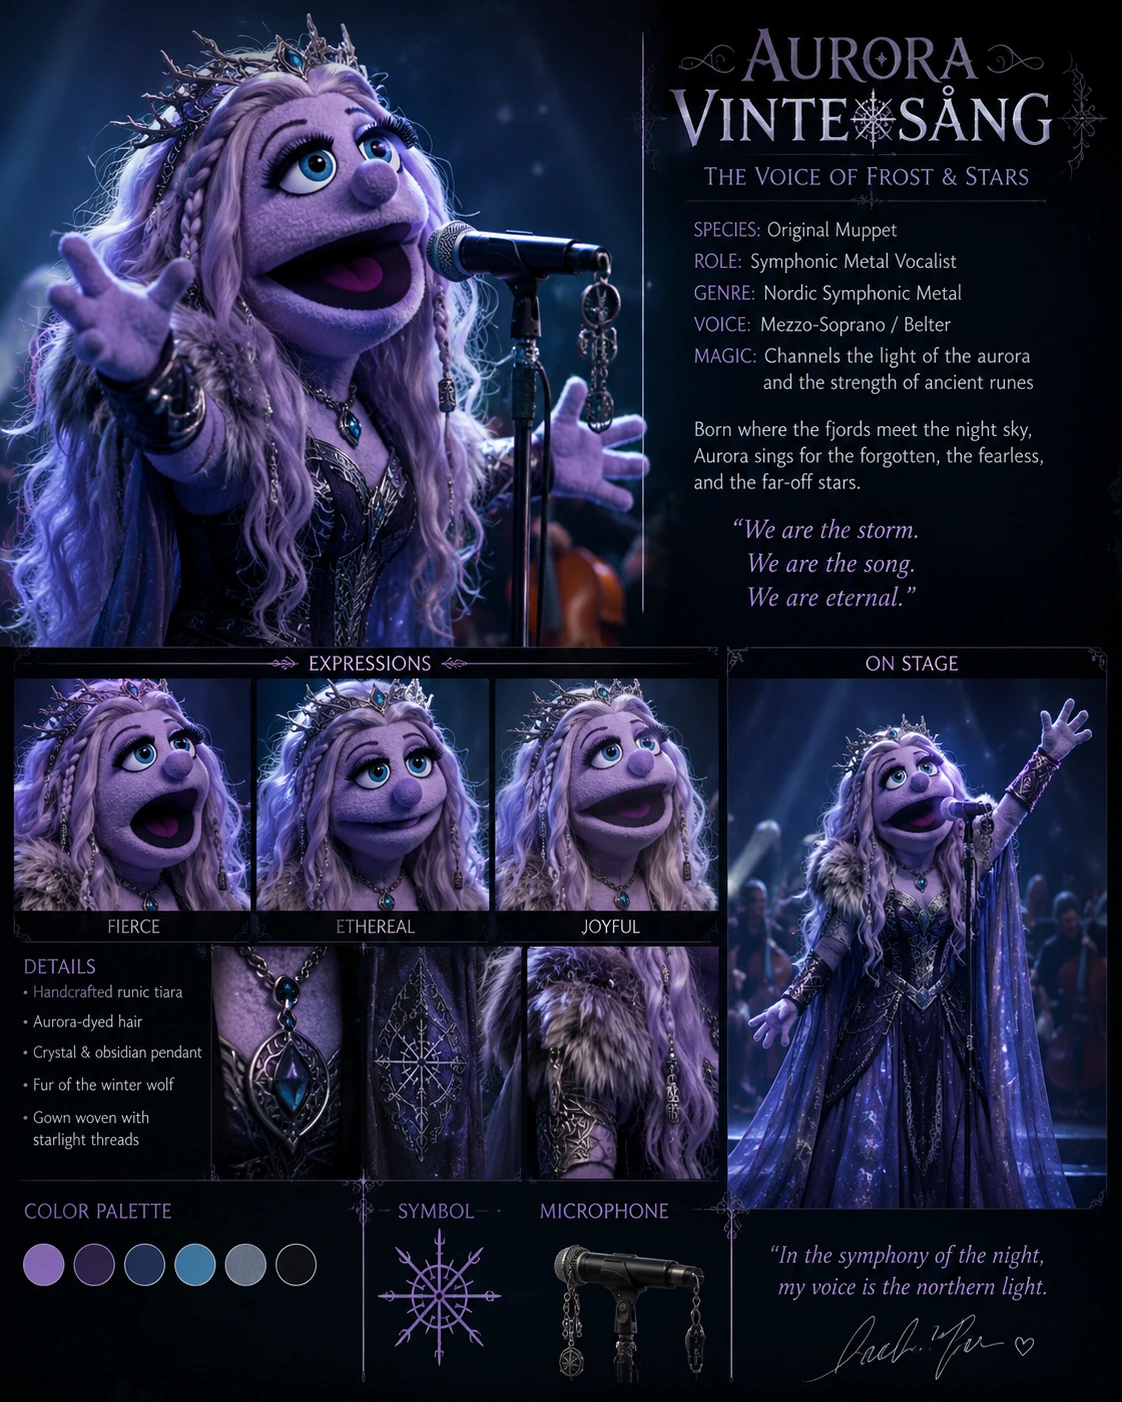 AURORA
VINTE SÅNG
THE VOICE OF FROST & STARS
SPECIES: Original Muppet
ROLE: Symphonic Metal Vocalist
GENRE: Nordic Symphonic Metal
VOICE: Mezzo-Soprano / Belter
MAGIC: Channels the light of the aurora
and the strength of ancient runes
Born where the fjords meet the night sky,
Aurora sings for the forgotten, the fearless,
and the far-off stars.
“We are the storm.
We are the song.
We are eternal.”
EXPRESSIONS
FIERCE
ETHEREAL
JOYFUL
ON STAGE
DETAILS
• Handcrafted runic tiara
• Aurora-dyed hair
• Crystal & obsidian pendant
• Fur of the winter wolf
• Gown woven with
starlight threads
COLOR PALETTE
SYMBOL
MICROPHONE
“In the symphony of the night,
my voice is the northern light.